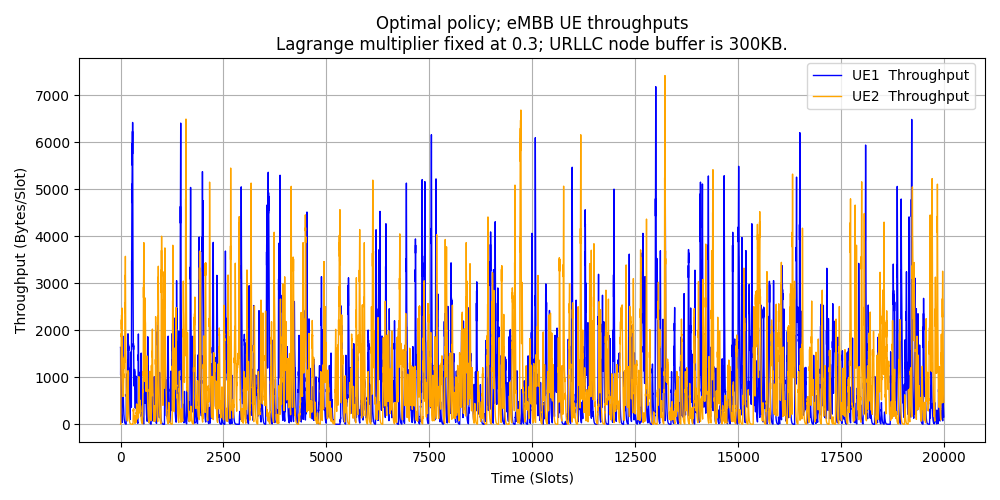 Optimal policy; eMBB UE throughputs
Lagrange multiplier fixed at 0.3; URLLC node buffer is 300KB.
UE1 Throughput
UE2 Throughput
Throughput (Bytes/Slot)
7000
6000
5000
4000
3000
2000
1000
0
0 2500 5000 7500 10000 12500 15000 17500 20000
Time (Slots)